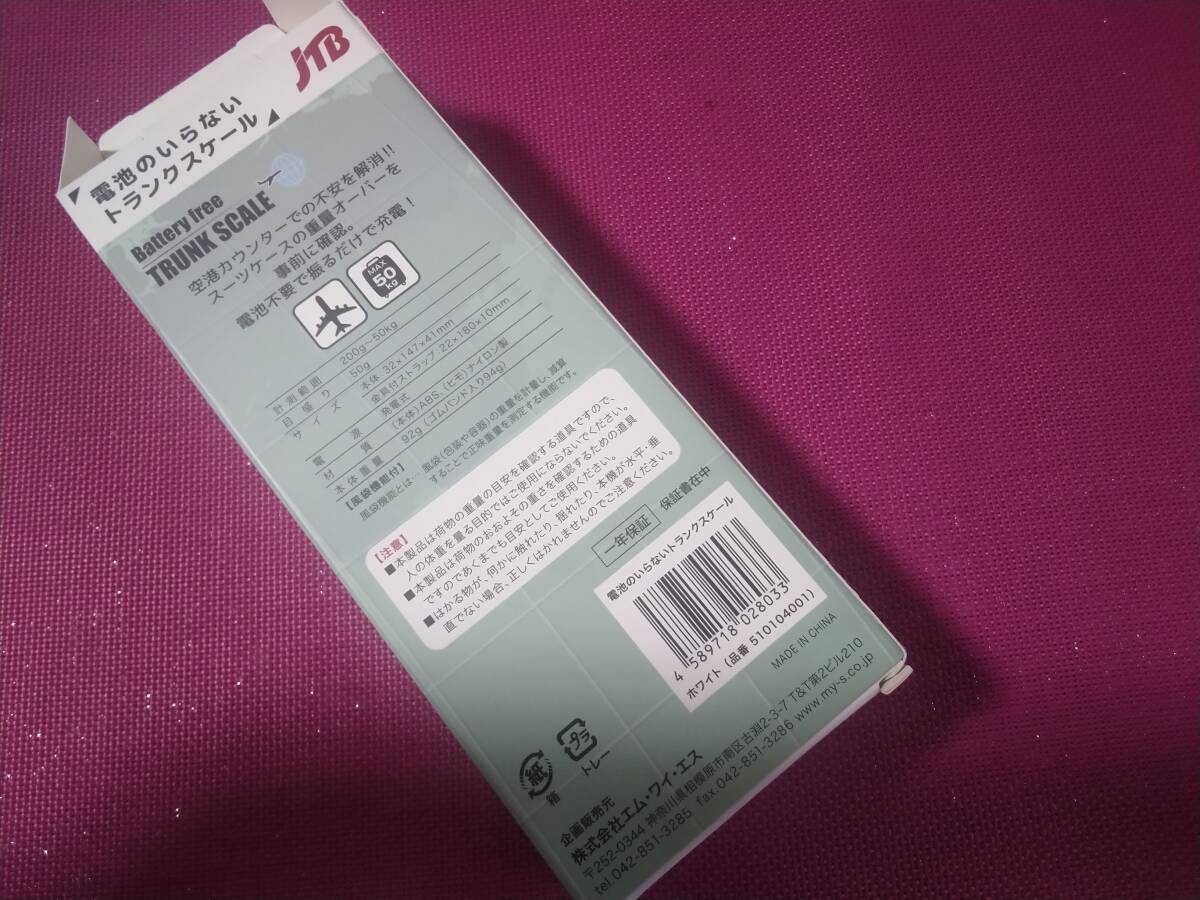 JTB
電池のいらない
トランクスケール
Battery free
TRUNK SCALE
空港カウンターでの不安を解消!!
スーツケースの重量オーバーを
事前に確認。
電池不要で振るだけで充電！
MAX
50
kg
計測範囲 200g～50kg
目盛り 50g
サイズ 本体 32×147×41mm
金具付ストラップ：22×180×10mm
電源 発電式
材質 (本体)ABS、(ヒモ)ナイロン製
本体重量 92g (ゴムバンド入り94g)
【風袋機能付】
風袋機能とは… 風袋(包装や容器)の重量を計量し、減算
することで正味重量を測定する機能です。
【注意】
■本製品は荷物の重量の目安を確認する道具ですので、
人の体重を量る目的ではご使用にならないでください。
■本製品は荷物のおおよその重さを確認するための道具
ですのであくまでも目安としてご使用ください。
■はかる物が、何かに触れたり、揺れたり、本機が水平・垂
直でない場合、正しくはかれませんのでご注意ください。
一年保証 保証書在中
電池のいらないトランクスケール
4 589718 028033
ホワイト (品番 510104001)
MADE IN CHINA
紙
箱
プラ
トレー
企画販売元
株式会社エム・ワイ・エス
〒252-0344 神奈川県相模原市南区古淵2-3-7 T&T第2ビル210
tel.042-851-3285 fax.042-851-3286 www.my-s.co.jp